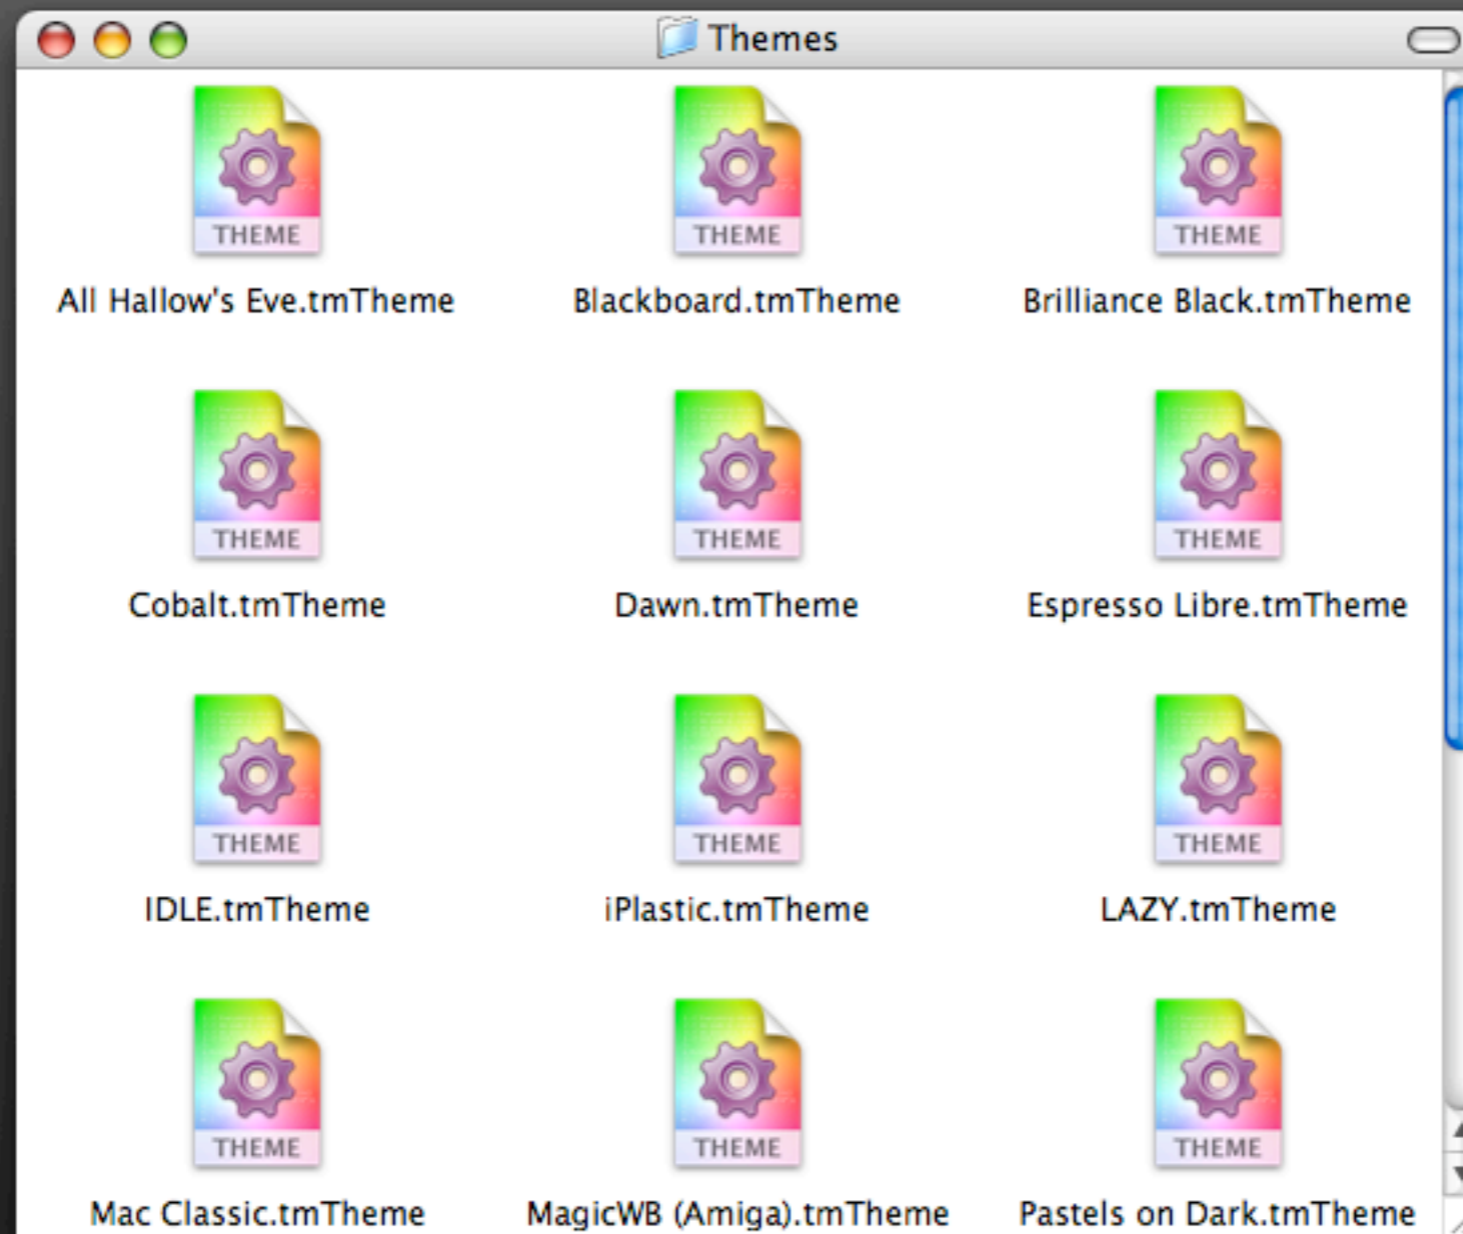 Themes
THEME THEME THEME
All Hallow's Eve.tmTheme Blackboard.tmTheme Brilliance Black.tmTheme
THEME THEME THEME
Cobalt.tmTheme Dawn.tmTheme Espresso Libre.tmTheme
THEME THEME THEME
IDLE.tmTheme iPlastic.tmTheme LAZY.tmTheme
THEME THEME THEME
Mac Classic.tmTheme MagicWB (Amiga).tmTheme Pastels on Dark.tmTheme